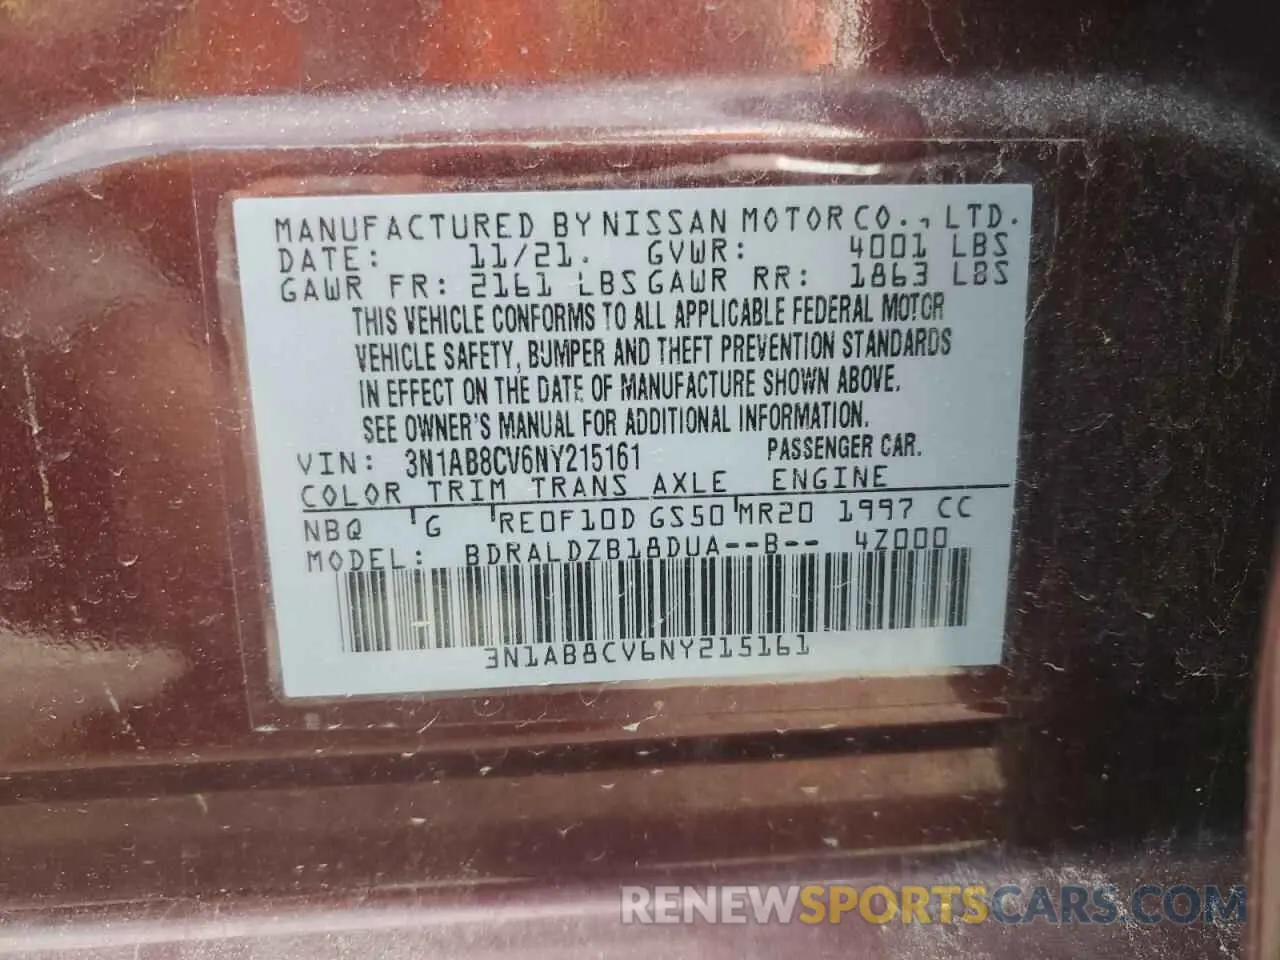 MANUFACTURED BY NISSAN MOTOR CO., LTD.
DATE: 11/21. GVWR: 4001 LBS
GAWR FR: 2161 LBS GAWR RR: 1863 LBS
THIS VEHICLE CONFORMS TO ALL APPLICABLE FEDERAL MOTOR
VEHICLE SAFETY, BUMPER AND THEFT PREVENTION STANDARDS
IN EFFECT ON THE DATE OF MANUFACTURE SHOWN ABOVE.
SEE OWNER'S MANUAL FOR ADDITIONAL INFORMATION.
VIN: 3N1AB8CV6NY215161 PASSENGER CAR.
COLOR TRIM TRANS AXLE ENGINE
NBQ G RE0F10D GS50 MR20 1997 CC
MODEL: BDRALDZB18DUA--B-- 4Z000
3N1AB8CV6NY215161
RENEWSPORTSCARS.COM